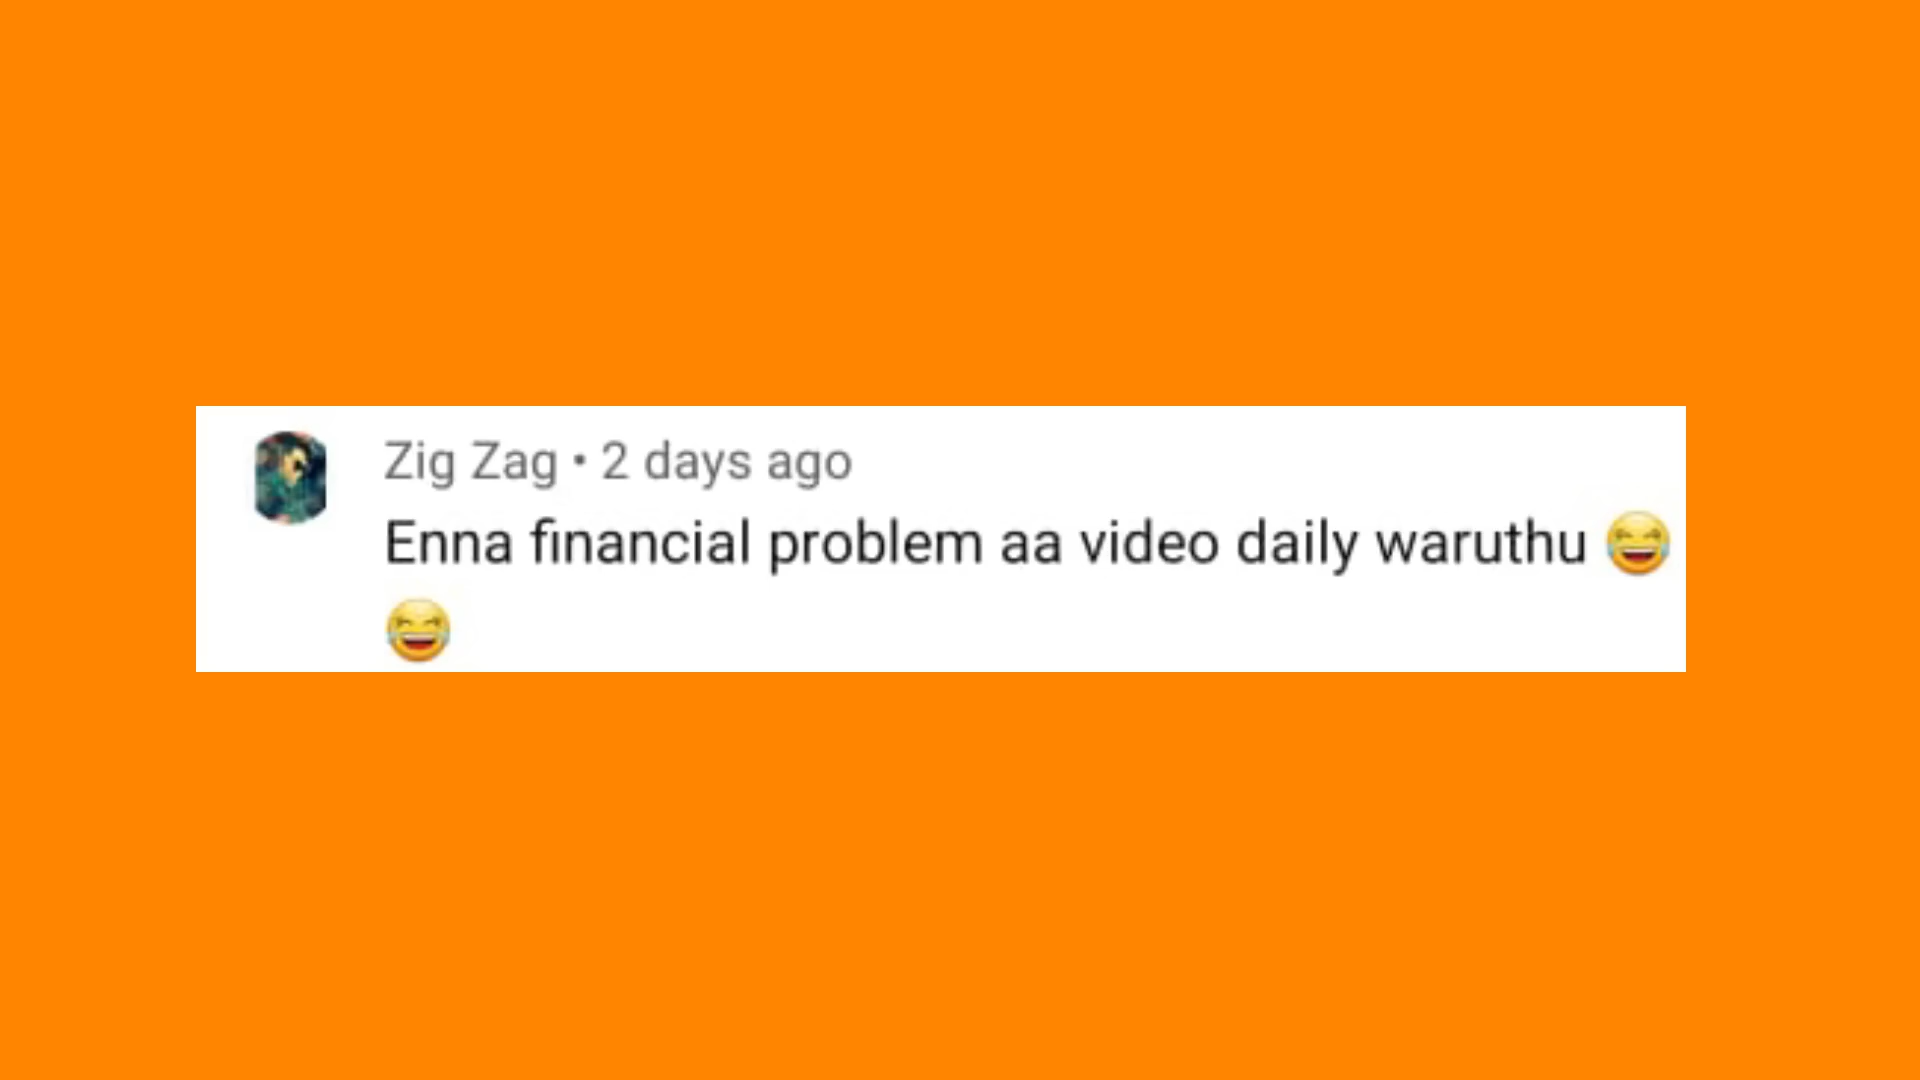 Zig Zag • 2 days ago
Enna financial problem aa video daily waruthu 😂
😂